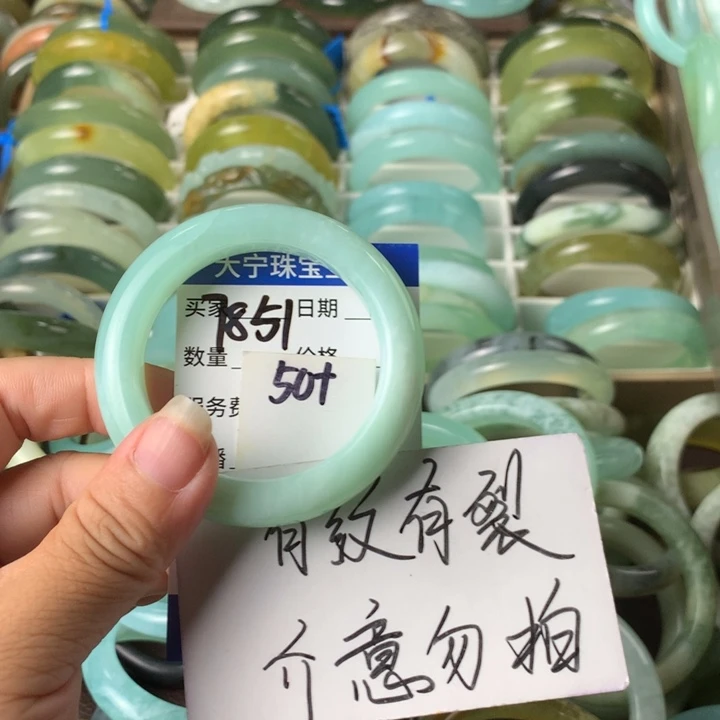 大宁珠宝
买家 7851 日期
数量 价格
50+
服务费
播
有纹有裂
介意勿拍